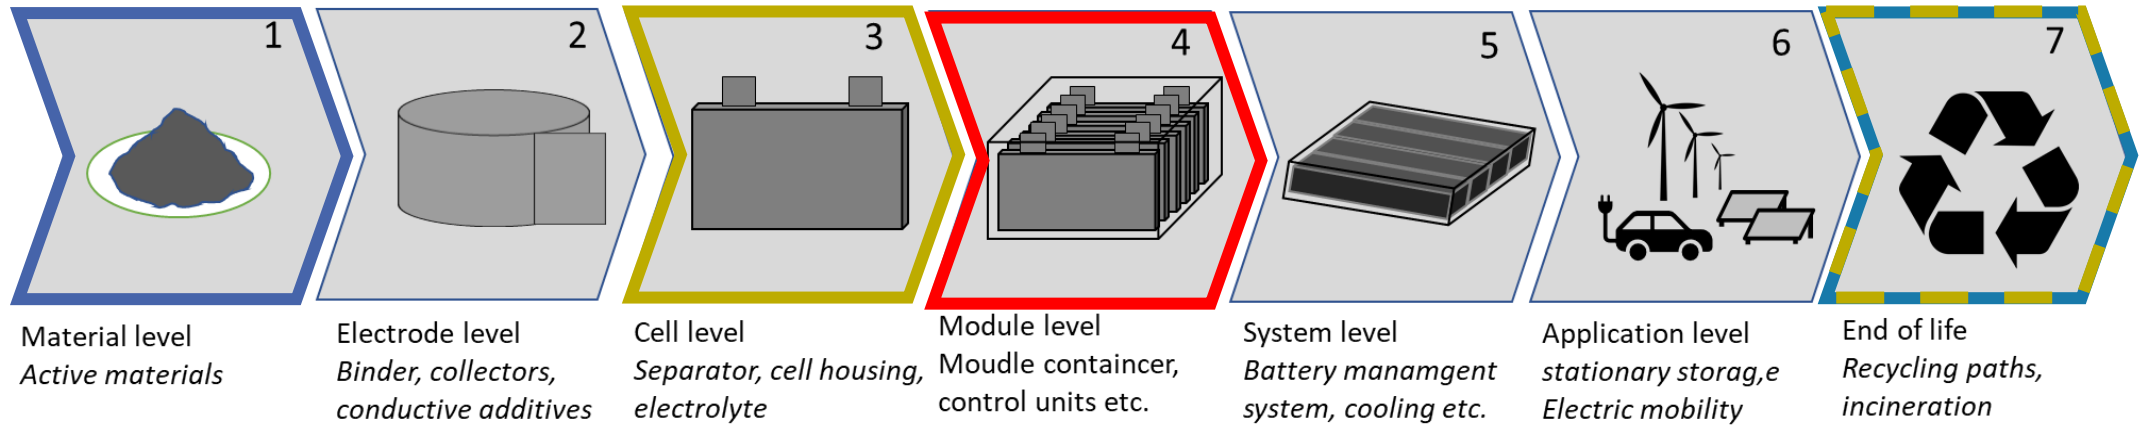 1
2
3
4
5
6
7
Material level
Active materials
Electrode level
Binder, collectors,
conductive additives
Cell level
Separator, cell housing,
electrolyte
Module level
Moudle containcer,
control units etc.
System level
Battery manamgent
system, cooling etc.
Application level
stationary storag,e
Electric mobility
End of life
Recycling paths,
incineration